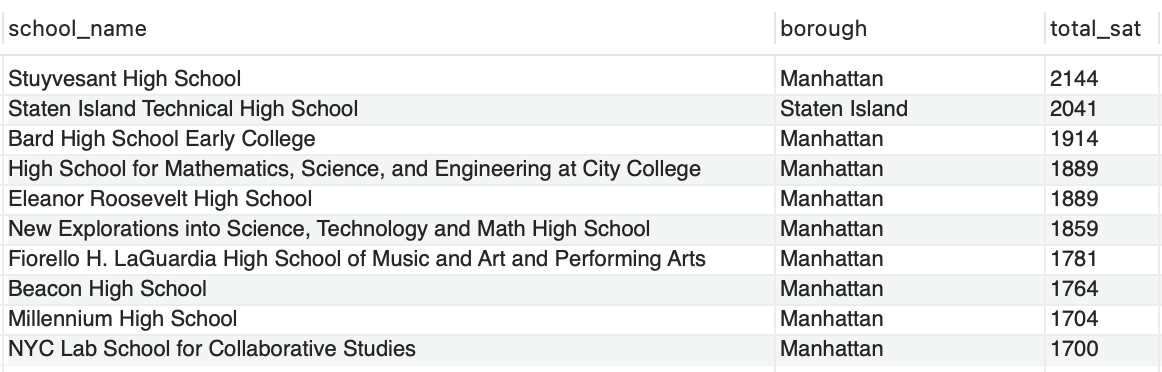 school_name borough total_sat
Stuyvesant High School Manhattan 2144
Staten Island Technical High School Staten Island 2041
Bard High School Early College Manhattan 1914
High School for Mathematics, Science, and Engineering at City College Manhattan 1889
Eleanor Roosevelt High School Manhattan 1889
New Explorations into Science, Technology and Math High School Manhattan 1859
Fiorello H. LaGuardia High School of Music and Art and Performing Arts Manhattan 1781
Beacon High School Manhattan 1764
Millennium High School Manhattan 1704
NYC Lab School for Collaborative Studies Manhattan 1700